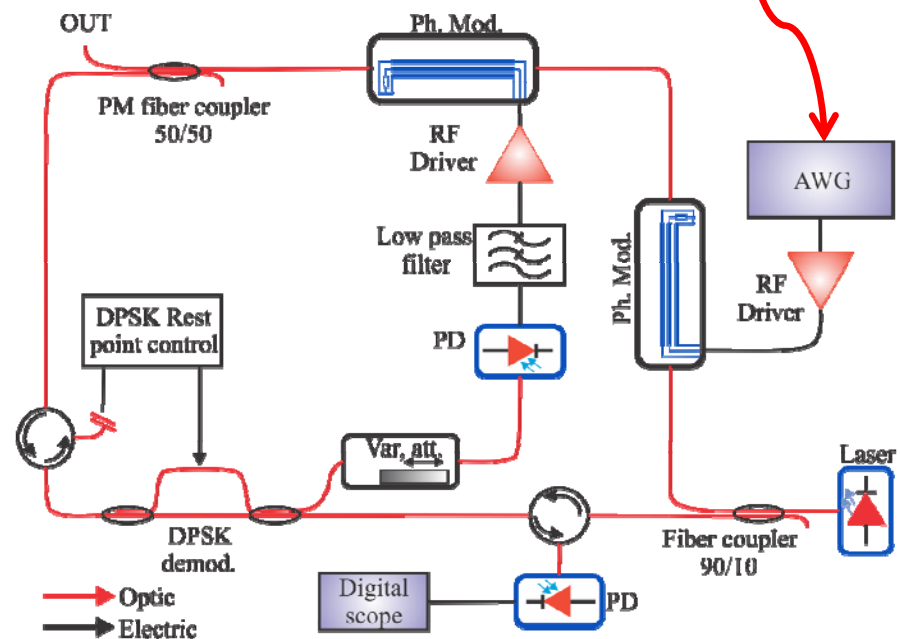 OUT
Ph. Mod.
PM fiber coupler
50/50
RF
Driver
AWG
Low pass
filter
Ph. Mod.
RF
Driver
DPSK Rest
point control
PD
Var, att.
Laser
DPSK
demod.
Fiber coupler
90/10
Optic
Electric
Digital
scope
PD